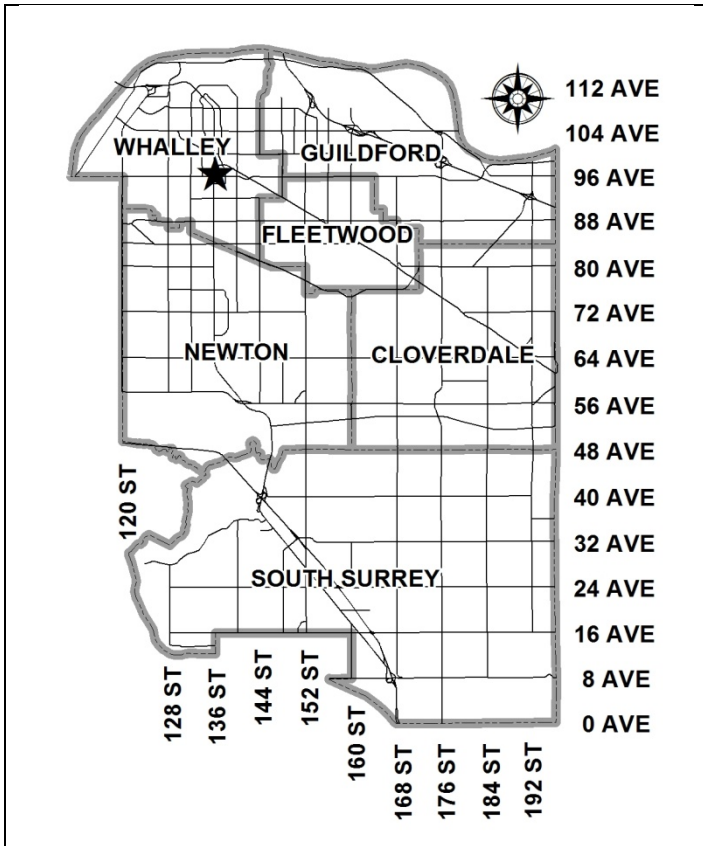 112 AVE
104 AVE
WHALLEY
GUILDFORD
96 AVE
88 AVE
FLEETWOOD
80 AVE
72 AVE
NEWTON
CLOVERDALE
64 AVE
56 AVE
48 AVE
120 ST
40 AVE
32 AVE
SOUTH SURREY
24 AVE
16 AVE
8 AVE
0 AVE
128 ST
136 ST
144 ST
152 ST
160 ST
168 ST
176 ST
184 ST
192 ST